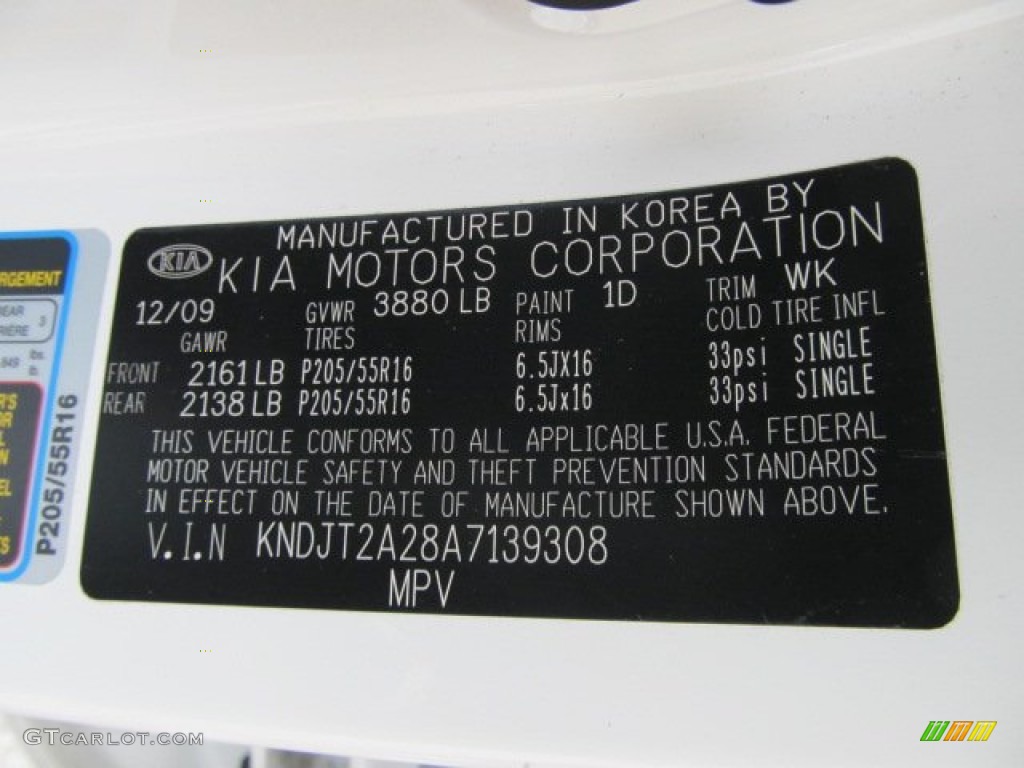 MANUFACTURED IN KOREA BY
KIA KIA MOTORS CORPORATION
12/09 GVWR 3880 LB PAINT 1D TRIM WK
GAWR TIRES RIMS COLD TIRE INFL
FRONT 2161 LB P205/55R16 6.5JX16 33psi SINGLE
REAR 2138 LB P205/55R16 6.5Jx16 33psi SINGLE
THIS VEHICLE CONFORMS TO ALL APPLICABLE U.S.A. FEDERAL
MOTOR VEHICLE SAFETY AND THEFT PREVENTION STANDARDS
IN EFFECT ON THE DATE OF MANUFACTURE SHOWN ABOVE.
V.I.N KNDJT2A28A7139308
MPV
P205/55R16
GTCARLOT.COM